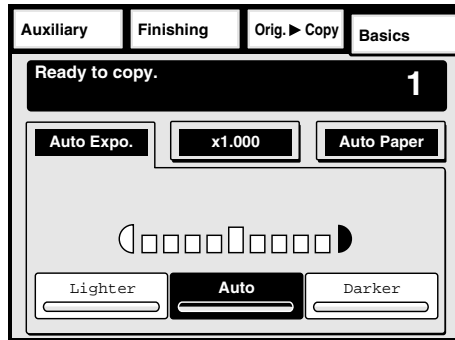 Auxiliary Finishing Orig. ▶ Copy Basics
Ready to copy. 1
Auto Expo. x1.000 Auto Paper
Lighter Auto Darker